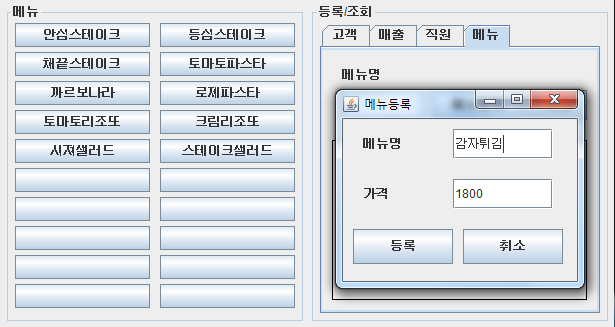 메뉴
안심스테이크 등심스테이크
채끝스테이크 토마토파스타
까르보나라 로제파스타
토마토리조또 크림리조또
시져샐러드 스테이크샐러드
등록/조회
고객 매출 직원 메뉴
메뉴명
메뉴등록
메뉴명 감자튀김
가격 1800
등록 취소